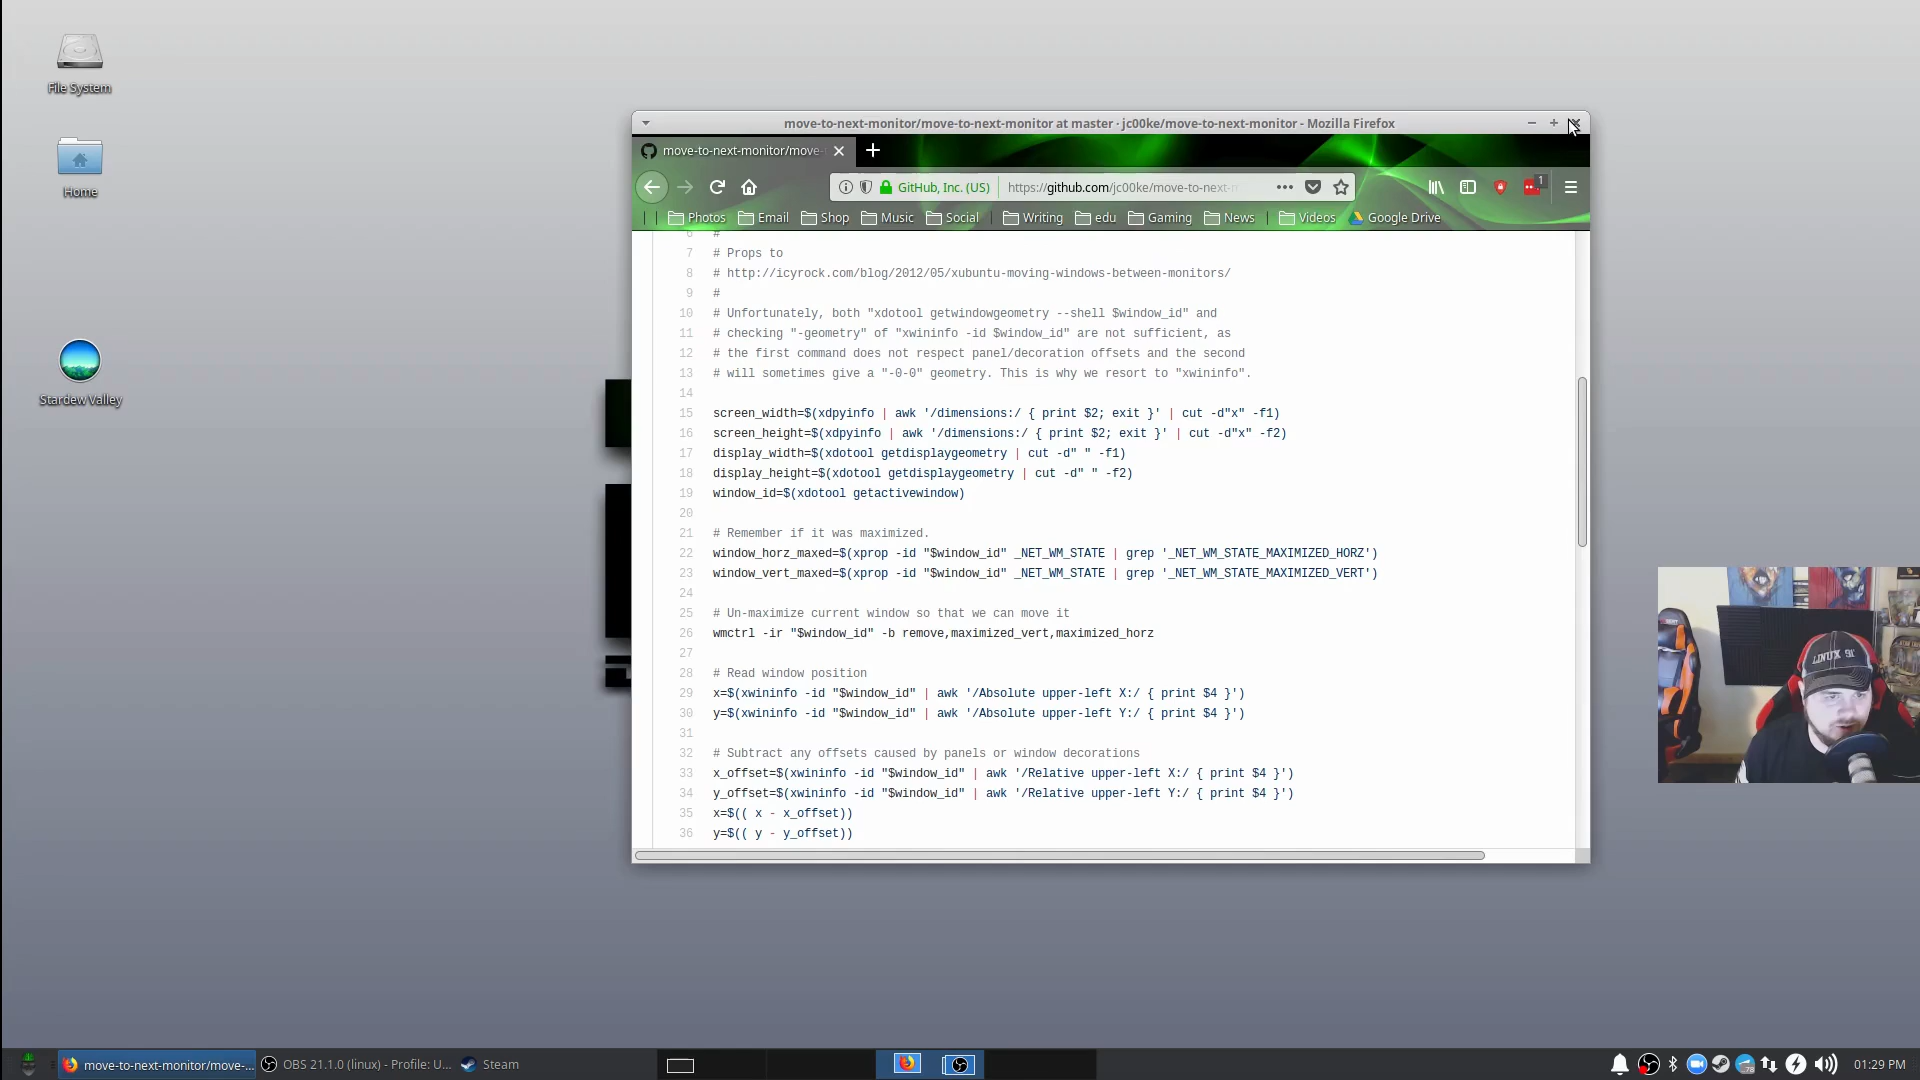 File System
Home
Stardew Valley
move-to-next-monitor/move-to-next-monitor at master · jc00ke/move-to-next-monitor - Mozilla Firefox
move-to-next-monitor/move-
GitHub, Inc. (US)
https://github.com/jc00ke/move-to-next-m
1
Photos Email Shop Music Social Writing edu Gaming News Videos Google Drive
6 #
7 # Props to
8 # http://icyrock.com/blog/2012/05/xubuntu-moving-windows-between-monitors/
9 #
10 # Unfortunately, both "xdotool getwindowgeometry --shell $window_id" and
11 # checking "-geometry" of "xwininfo -id $window_id" are not sufficient, as
12 # the first command does not respect panel/decoration offsets and the second
13 # will sometimes give a "-0-0" geometry. This is why we resort to "xwininfo".
14
15 screen_width=$(xdpyinfo | awk '/dimensions:/ { print $2; exit }' | cut -d"x" -f1)
16 screen_height=$(xdpyinfo | awk '/dimensions:/ { print $2; exit }' | cut -d"x" -f2)
17 display_width=$(xdotool getdisplaygeometry | cut -d" " -f1)
18 display_height=$(xdotool getdisplaygeometry | cut -d" " -f2)
19 window_id=$(xdotool getactivewindow)
20
21 # Remember if it was maximized.
22 window_horz_maxed=$(xprop -id "$window_id" _NET_WM_STATE | grep '_NET_WM_STATE_MAXIMIZED_HORZ')
23 window_vert_maxed=$(xprop -id "$window_id" _NET_WM_STATE | grep '_NET_WM_STATE_MAXIMIZED_VERT')
24
25 # Un-maximize current window so that we can move it
26 wmctrl -ir "$window_id" -b remove,maximized_vert,maximized_horz
27
28 # Read window position
29 x=$(xwininfo -id "$window_id" | awk '/Absolute upper-left X:/ { print $4 }')
30 y=$(xwininfo -id "$window_id" | awk '/Absolute upper-left Y:/ { print $4 }')
31
32 # Subtract any offsets caused by panels or window decorations
33 x_offset=$(xwininfo -id "$window_id" | awk '/Relative upper-left X:/ { print $4 }')
34 y_offset=$(xwininfo -id "$window_id" | awk '/Relative upper-left Y:/ { print $4 }')
35 x=$(( x - x_offset))
36 y=$(( y - y_offset))
LINUX
move-to-next-monitor/move-...
OBS 21.1.0 (linux) - Profile: U...
Steam
01:29 PM